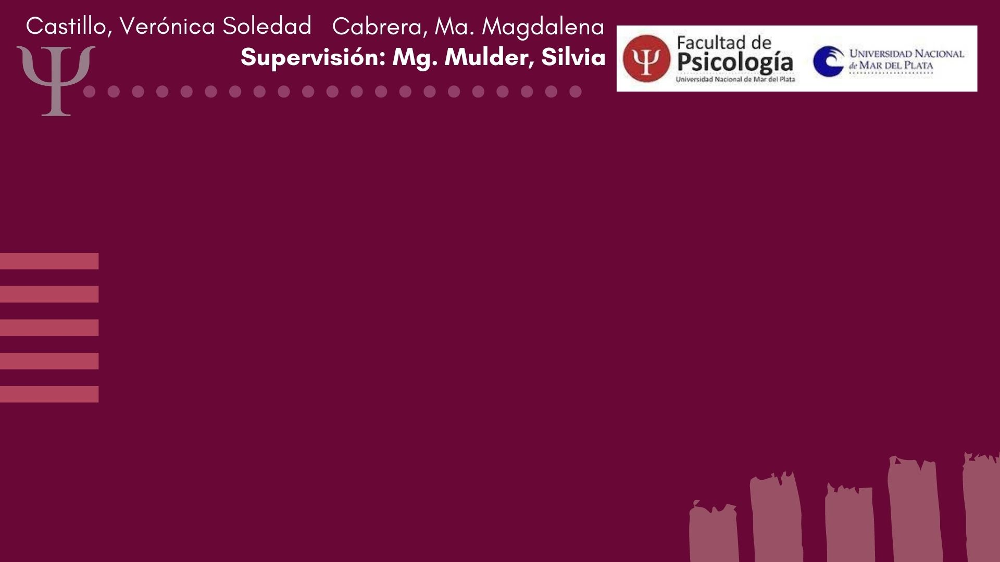 Castillo, Verónica Soledad Cabrera, Ma. Magdalena
Supervisión: Mg. Mulder, Silvia
Ψ
Ψ Facultad de
Psicología
Universidad Nacional de Mar del Plata
UNIVERSIDAD NACIONAL
de MAR DEL PLATA